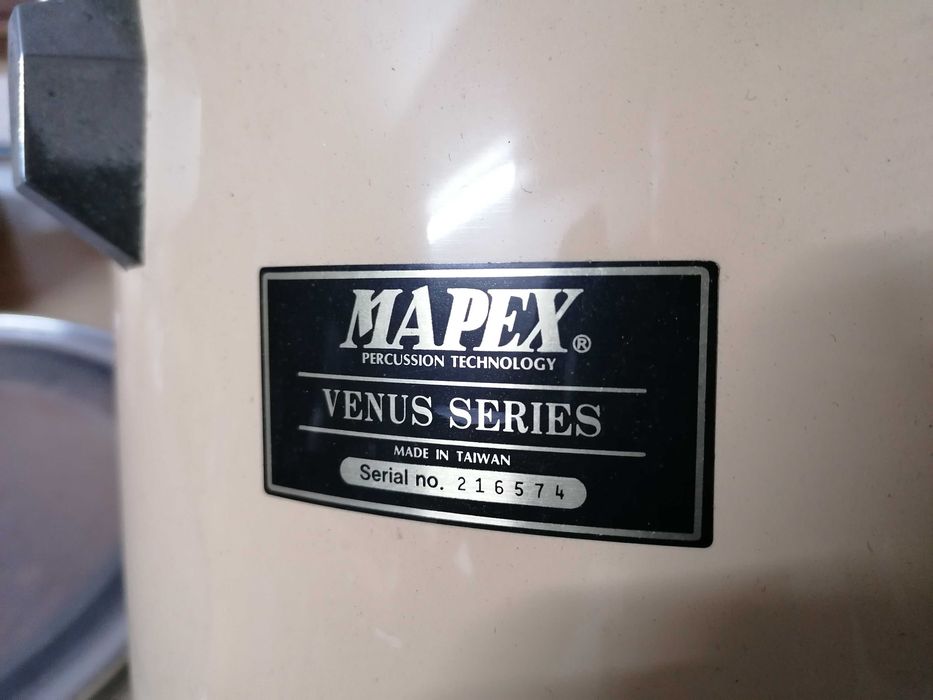 MAPEX®
PERCUSSION TECHNOLOGY
VENUS SERIES
MADE IN TAIWAN
Serial no. 216574